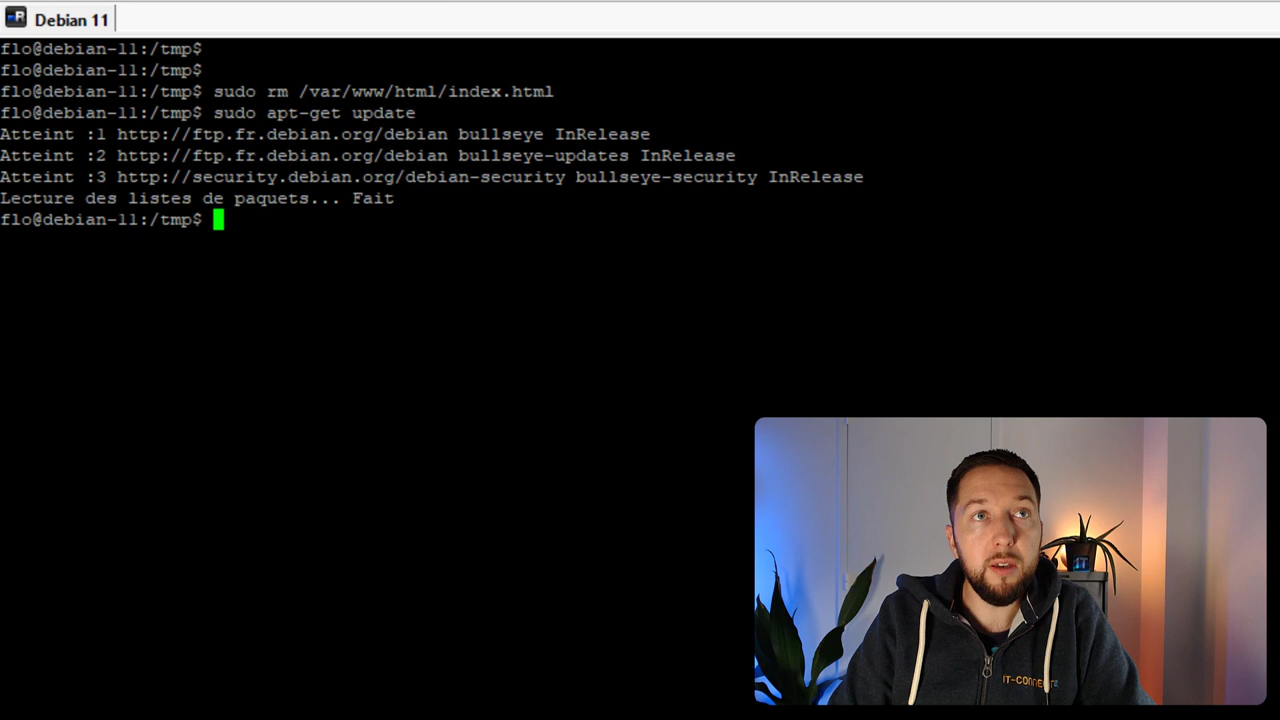 Debian 11
flo@debian-11:/tmp$
flo@debian-11:/tmp$
flo@debian-11:/tmp$ sudo rm /var/www/html/index.html
flo@debian-11:/tmp$ sudo apt-get update
Atteint :1 http://ftp.fr.debian.org/debian bullseye InRelease
Atteint :2 http://ftp.fr.debian.org/debian bullseye-updates InRelease
Atteint :3 http://security.debian.org/debian-security bullseye-security InRelease
Lecture des listes de paquets... Fait
flo@debian-11:/tmp$
IT-CONNECT